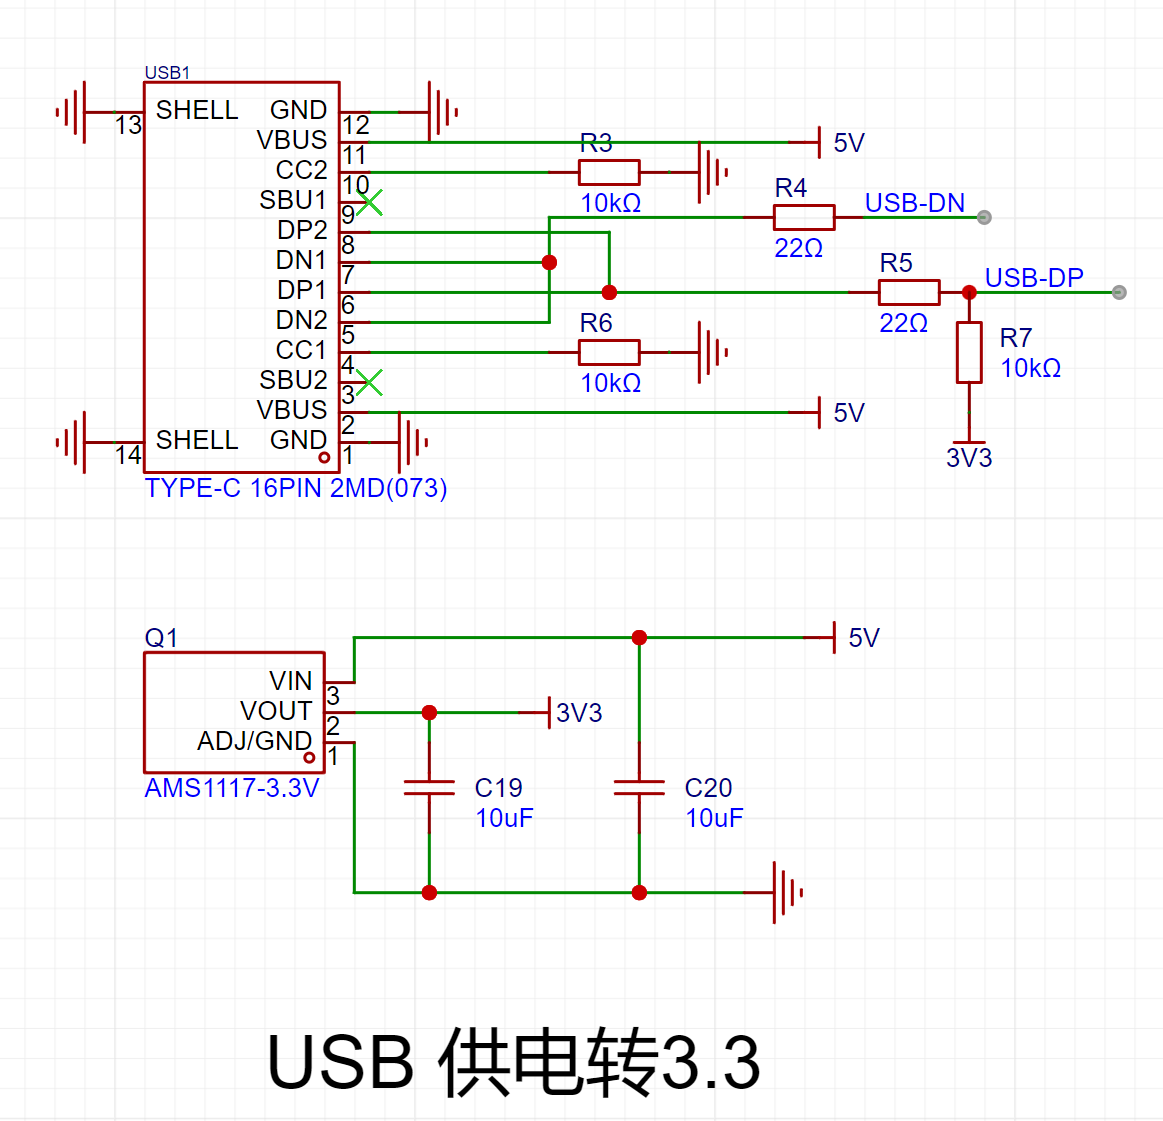 USB1
SHELL GND
13 12
VBUS 5V
11
CC2 R3
10 10kΩ
SBU1 R4 USB-DN
9 22Ω
DP2
8
DN1 R5 USB-DP
7 22Ω
DP1
6
DN2 R6 R7
5 10kΩ
CC1
4 10kΩ
SBU2
3
VBUS 5V
2
SHELL GND 3V3
14 1
TYPE-C 16PIN 2MD(073)
Q1 5V
VIN
3
VOUT 3V3
2
ADJ/GND
1
AMS1117-3.3V C19 C20
10uF 10uF
USB 供电转3.3